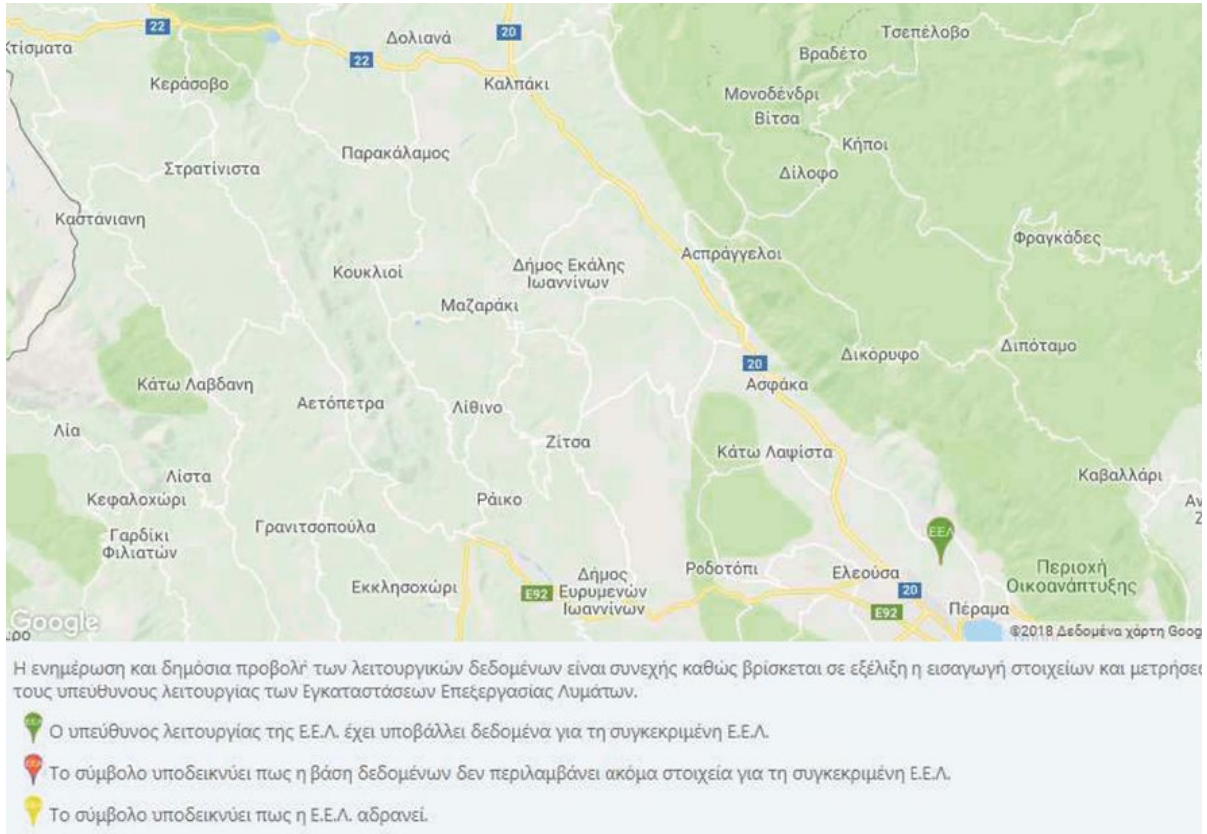 22
20
Τσεπέλοβο
Δολιανά
Βραδέτο
22
Κεράσοβο
Καλπάκι
Μονοδένδρι
Βίτσα
Κήποι
Παρακάλαμος
Στρατίνιστα
Δίλοφο
Καστάνιανη
Φραγκάδες
Ασπράγγελοι
Κουκλιοί
Δήμος Εκάλης
Ιωαννίνων
Μαζαράκι
Διπόταμο
Δικόρυφο
20
Κάτω Λαβδανη
Ασφάκα
Αετόπετρα
Λίθινο
Λία
Ζίτσα
Κάτω Λαψίστα
Λίστα
Καβαλλάρι
Κεφαλοχώρι
Ράικο
Γρανιτσοπούλα
Γαρδίκι
Φιλιατών
ΕΕΛ
Ροδοτόπι
Ελεούσα
Περιοχή
Οικοανάπτυξης
Εκκλησοχώρι
E92
Δήμος
Ευρυμενών
Ιωαννίνων
20
E92
Πέραμα
Google
©2018 Δεδομένα χάρτη
Η ενημέρωση και δημόσια προβολή των λειτουργικών δεδομένων είναι συνεχής καθώς βρίσκεται σε εξέλιξη η εισαγωγή στοιχείων και
τους υπεύθυνους λειτουργίας των Εγκαταστάσεων Επεξεργασίας Λυμάτων.
Ο υπεύθυνος λειτουργίας της Ε.Ε.Λ. έχει υποβάλλει δεδομένα για τη συγκεκριμένη Ε.Ε.Λ.
Το σύμβολο υποδεικνύει πως η βάση δεδομένων δεν περιλαμβάνει ακόμα στοιχεία για τη συγκεκριμένη Ε.Ε.Λ.
Το σύμβολο υποδεικνύει πως η Ε.Ε.Λ. αδρανεί.